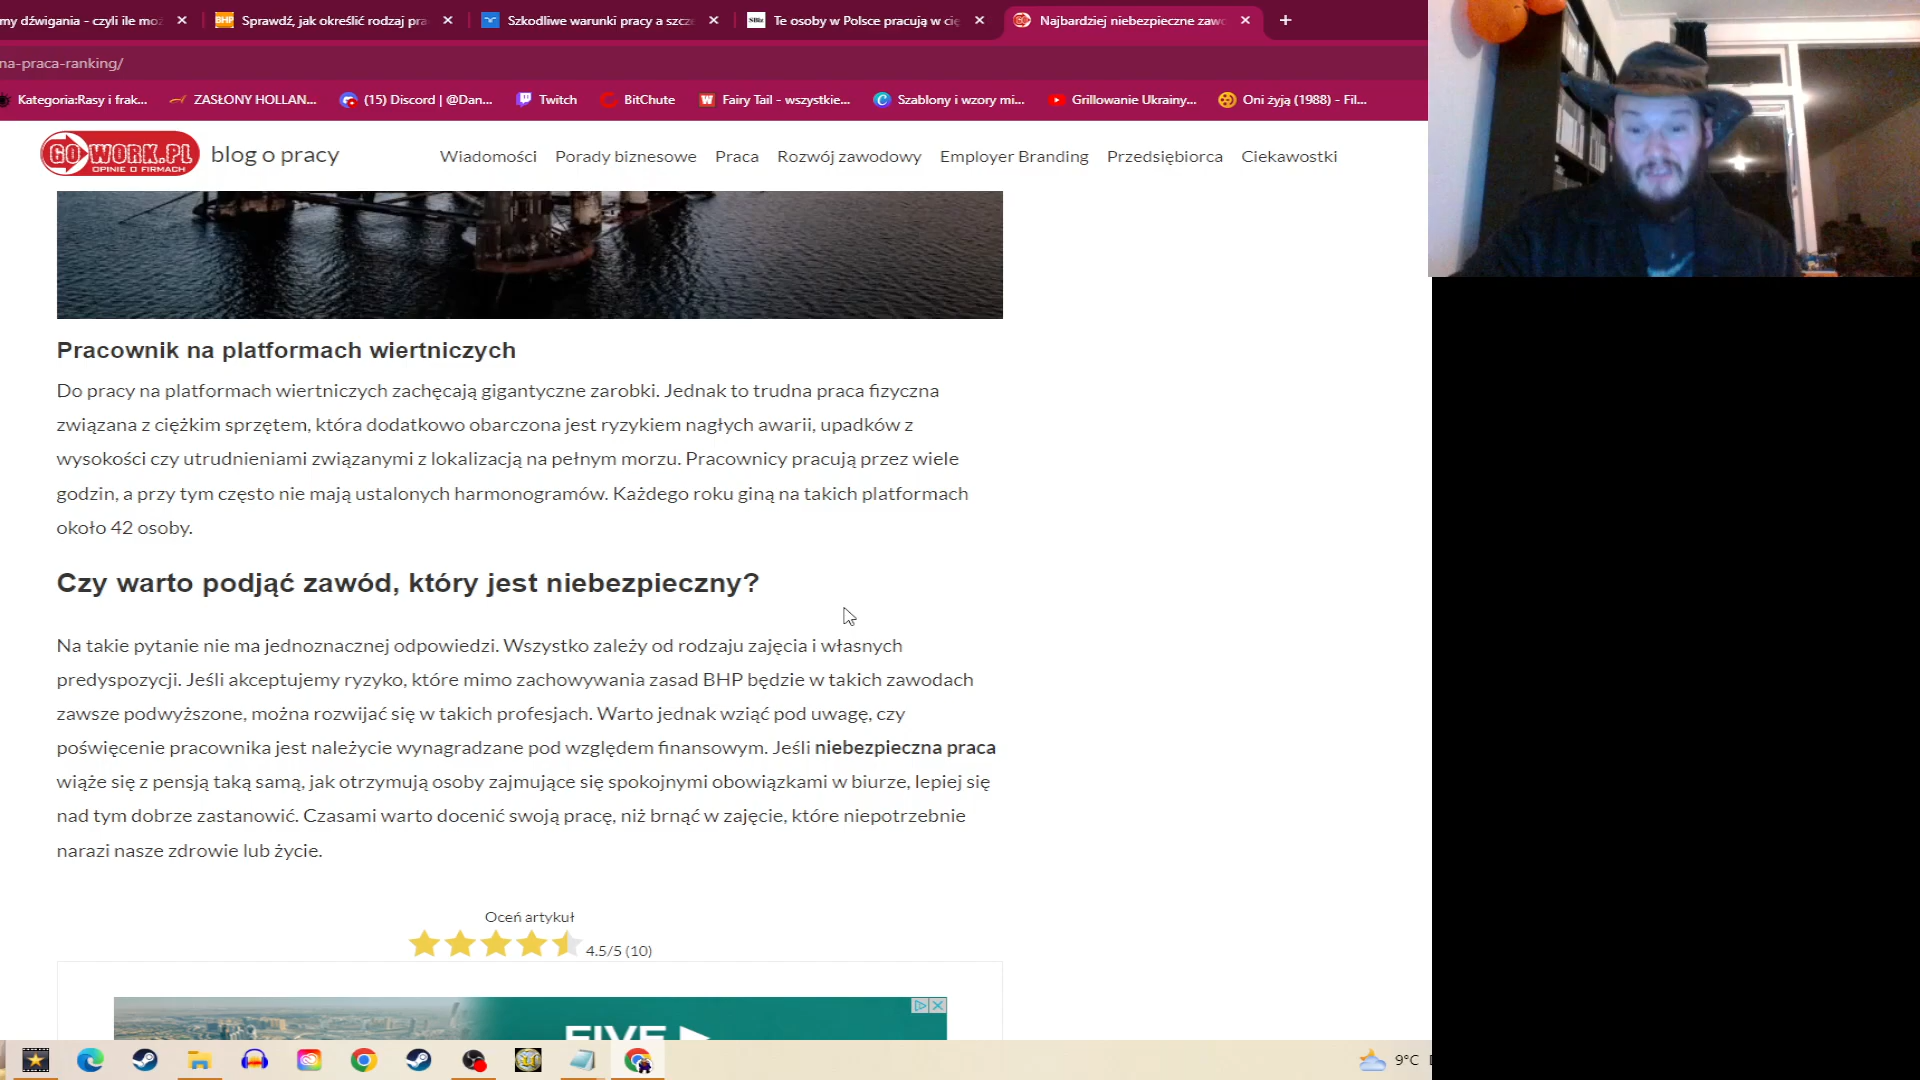 my dźwigania - czyli ile moż
Sprawdź, jak określić rodzaj pra
Szkodliwe warunki pracy a szcze
Te osoby w Polsce pracują w cię
Najbardziej niebezpieczne zawo
na-praca-ranking/
Kategoria:Rasy i frak...
ZASŁONY HOLLAN...
(15) Discord | @Dan...
Twitch
BitChute
Fairy Tail - wszystkie...
Szablony i wzory mi...
Grillowanie Ukrainy...
Oni żyją (1988) - Fil...
GOWORK.PL
OPINIE O FIRMACH
blog o pracy
Wiadomości
Porady biznesowe
Praca
Rozwój zawodowy
Employer Branding
Przedsiębiorca
Ciekawostki
Pracownik na platformach wiertniczych
Do pracy na platformach wiertniczych zachęcają gigantyczne zarobki. Jednak to trudna praca fizyczna
związana z ciężkim sprzętem, która dodatkowo obarczona jest ryzykiem nagłych awarii, upadków z
wysokości czy utrudnieniami związanymi z lokalizacją na pełnym morzu. Pracownicy pracują przez wiele
godzin, a przy tym często nie mają ustalonych harmonogramów. Każdego roku giną na takich platformach
około 42 osoby.
Czy warto podjąć zawód, który jest niebezpieczny?
Na takie pytanie nie ma jednoznacznej odpowiedzi. Wszystko zależy od rodzaju zajęcia i własnych
predyspozycji. Jeśli akceptujemy ryzyko, które mimo zachowywania zasad BHP będzie w takich zawodach
zawsze podwyższone, można rozwijać się w takich profesjach. Warto jednak wziąć pod uwagę, czy
poświęcenie pracownika jest należycie wynagradzane pod względem finansowym. Jeśli niebezpieczna praca
wiąże się z pensją taką samą, jak otrzymują osoby zajmujące się spokojnymi obowiązkami w biurze, lepiej się
nad tym dobrze zastanowić. Czasami warto docenić swoją pracę, niż brnąć w zajęcie, które niepotrzebnie
narazi nasze zdrowie lub życie.
Oceń artykuł
4.5/5 (10)
FIVE
9°C